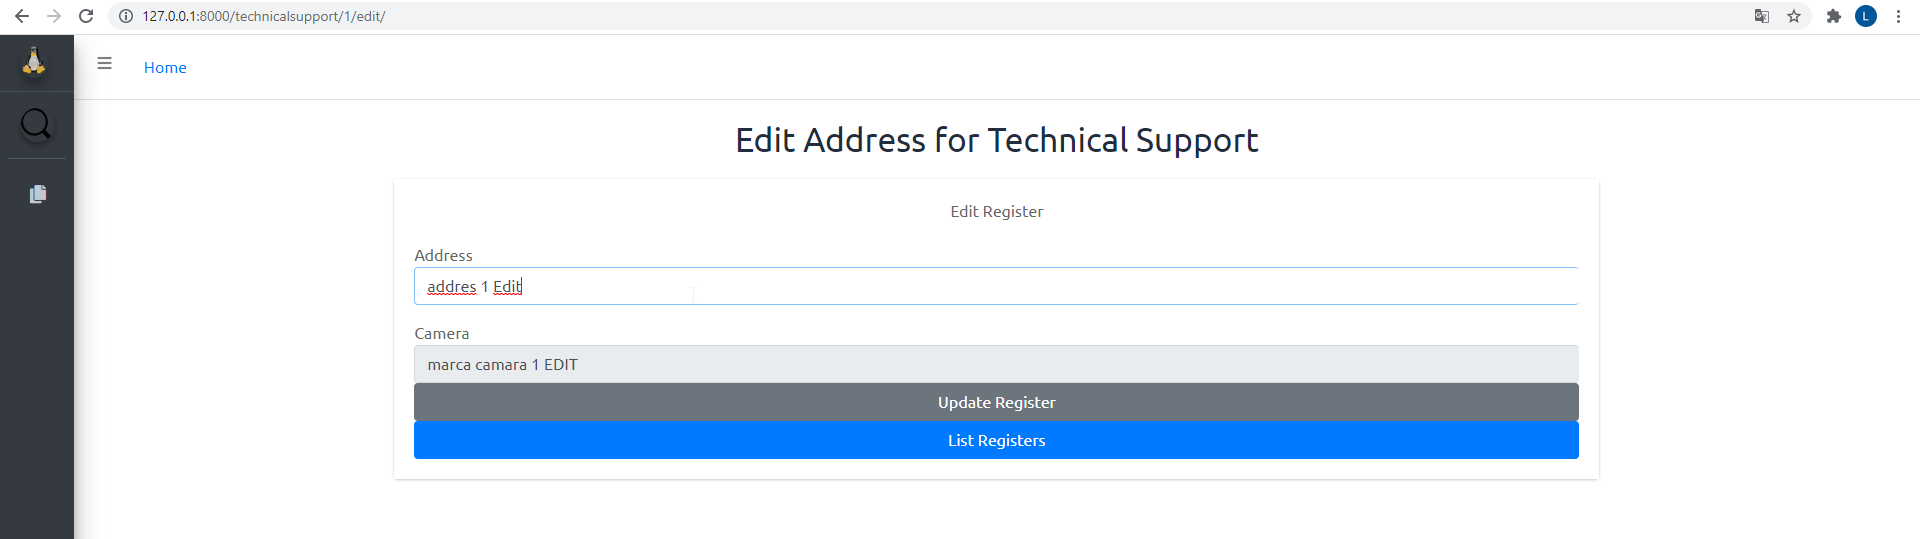 127.0.0.1:8000/technicalsupport/1/edit/
L
Home
Edit Address for Technical Support
Edit Register
Address
addres 1 Edit
Camera
marca camara 1 EDIT
Update Register
List Registers